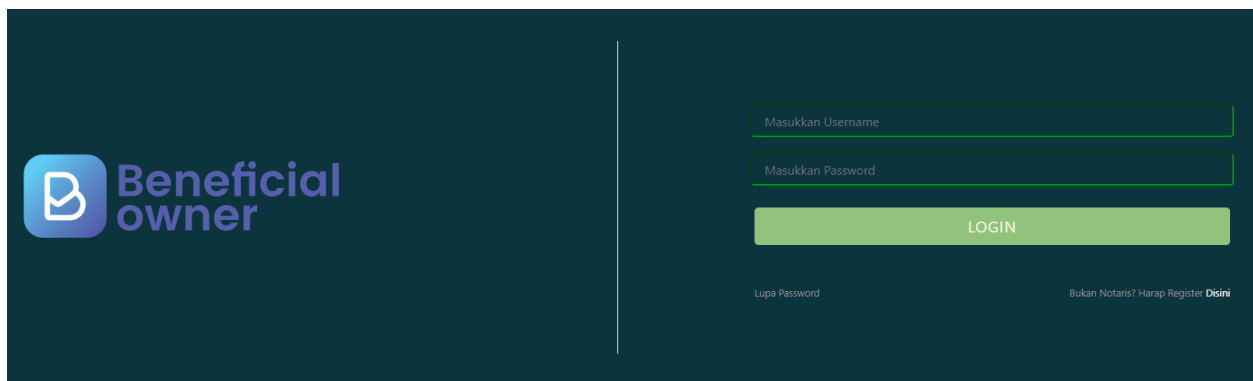 Beneficial
owner
Masukkan Username
Masukkan Password
LOGIN
Lupa Password
Bukan Notaris? Harap Register Disini